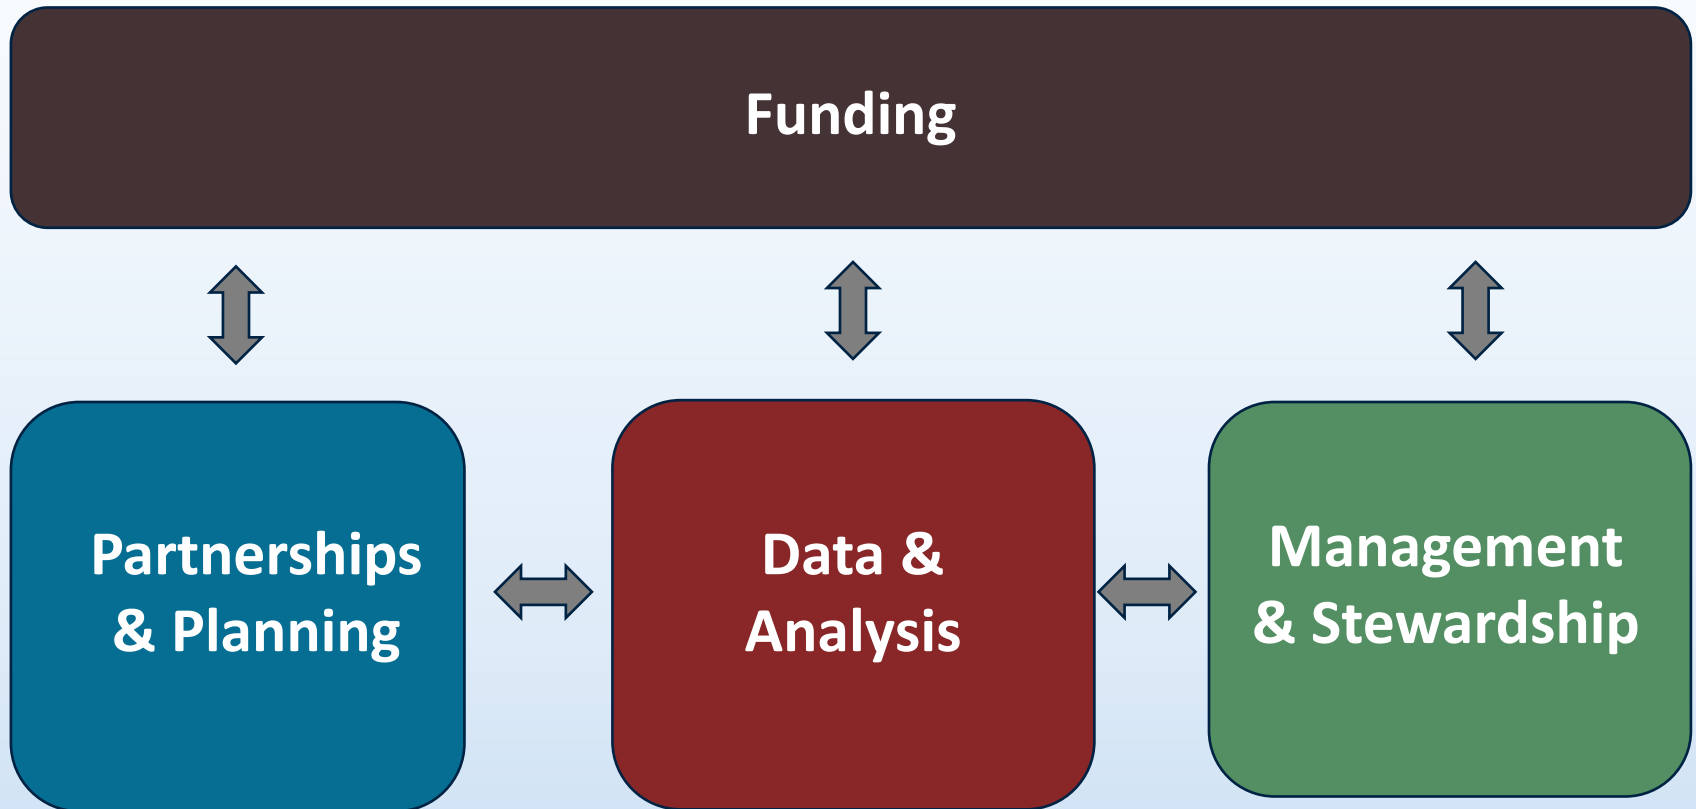 Funding
Partnerships
& Planning
Data &
Analysis
Management
& Stewardship